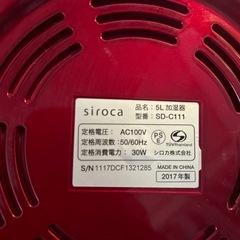 siroca
品名：5L 加湿器
型番：SD-C111
定格電圧：AC100V
定格周波数：50/60Hz
定格消費電力：30W
PSE
TÜVRheinland
シロカ株式会社
S/N 1117DCF1321285
MADE IN CHINA
2017年製